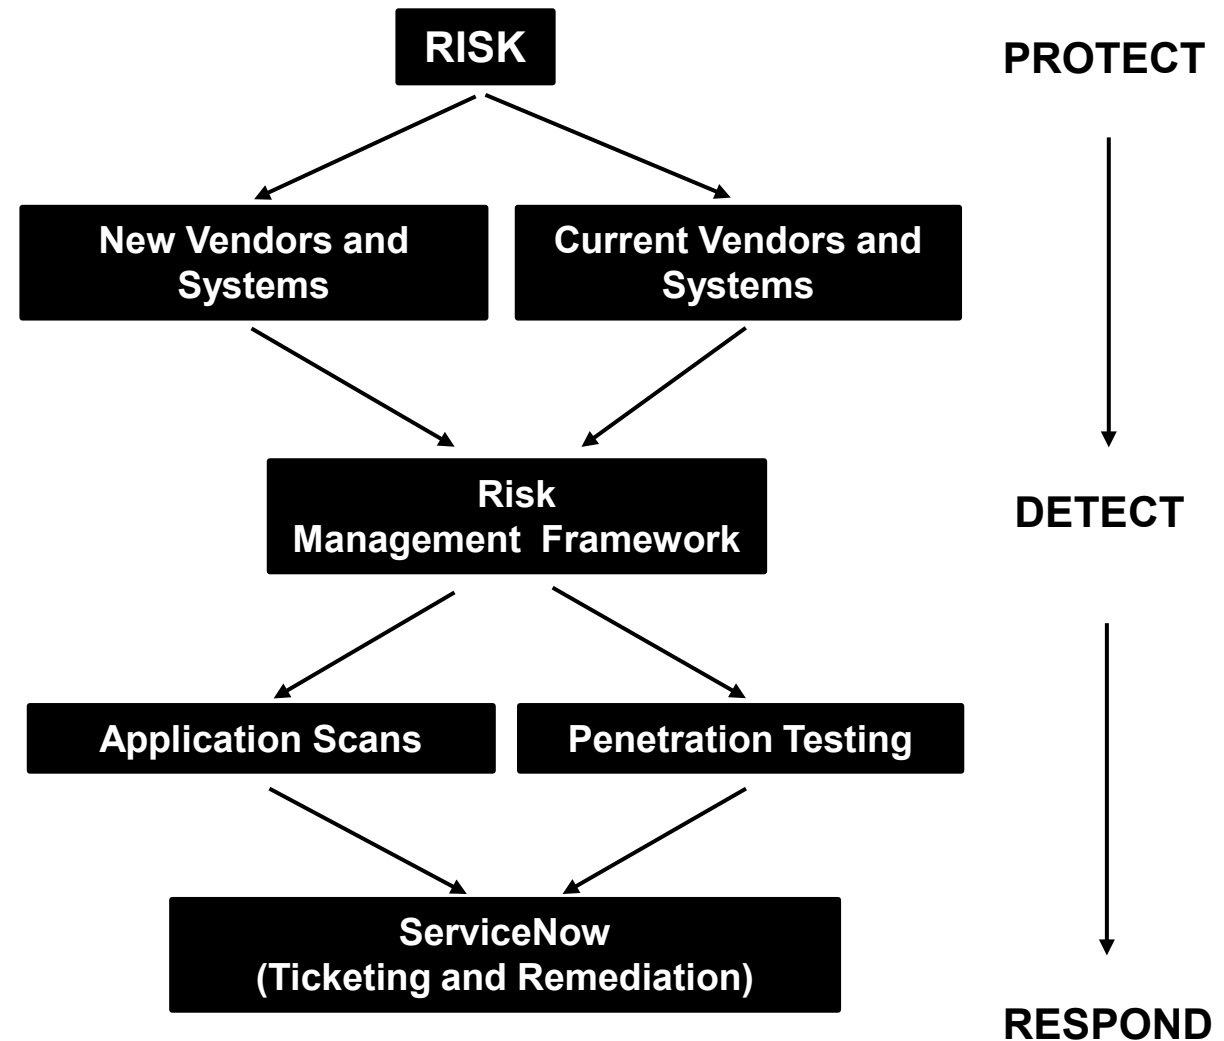 RISK
PROTECT
New Vendors and
Systems
Current Vendors and
Systems
Risk
Management  Framework
DETECT
Application Scans
Penetration Testing
ServiceNow
(Ticketing and Remediation)
RESPOND